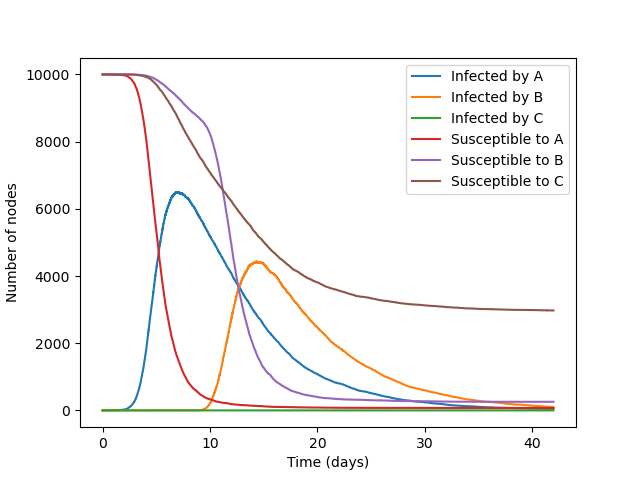 10000
8000
6000
4000
2000
0
Number of nodes
0 10 20 30 40
Time (days)
Infected by A
Infected by B
Infected by C
Susceptible to A
Susceptible to B
Susceptible to C